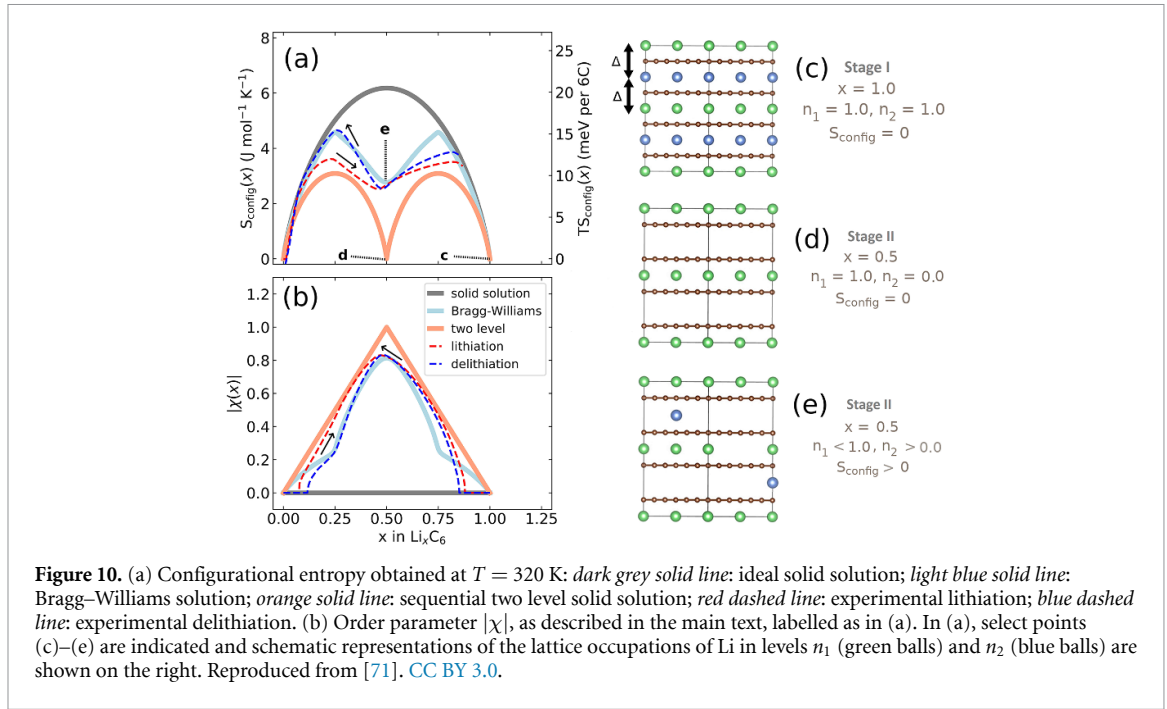 (a)
8
6
4
2
0
S_config(x) (J mol⁻¹ K⁻¹)
25
20
15
10
5
0
TS_config(x) (meV per 6C)
e
d
c
(b)
1.2
1.0
0.8
0.6
0.4
0.2
0.0
|χ(x)|
solid solution
Bragg-Williams
two level
lithiation
delithiation
0.00 0.25 0.50 0.75 1.00 1.25
x in LiₓC₆
Δ
Δ
(c) Stage I
x = 1.0
n₁ = 1.0, n₂ = 1.0
S_config = 0
(d) Stage II
x = 0.5
n₁ = 1.0, n₂ = 0.0
S_config = 0
(e) Stage II
x = 0.5
n₁ < 1.0, n₂ > 0.0
S_config > 0
Figure 10. (a) Configurational entropy obtained at T = 320 K: dark grey solid line: ideal solid solution; light blue solid line:
Bragg–Williams solution; orange solid line: sequential two level solid solution; red dashed line: experimental lithiation; blue dashed
line: experimental delithiation. (b) Order parameter |χ|, as described in the main text, labelled as in (a). In (a), select points
(c)–(e) are indicated and schematic representations of the lattice occupations of Li in levels n₁ (green balls) and n₂ (blue balls) are
shown on the right. Reproduced from [71]. CC BY 3.0.